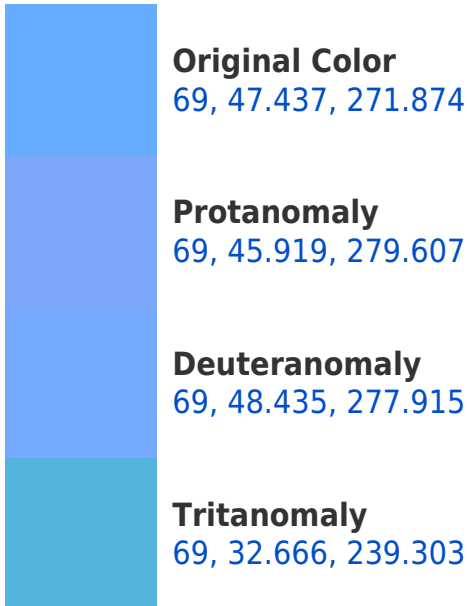 Original Color
69, 47.437, 271.874
Protanomaly
69, 45.919, 279.607
Deuteranomaly
69, 48.435, 277.915
Tritanomaly
69, 32.666, 239.303